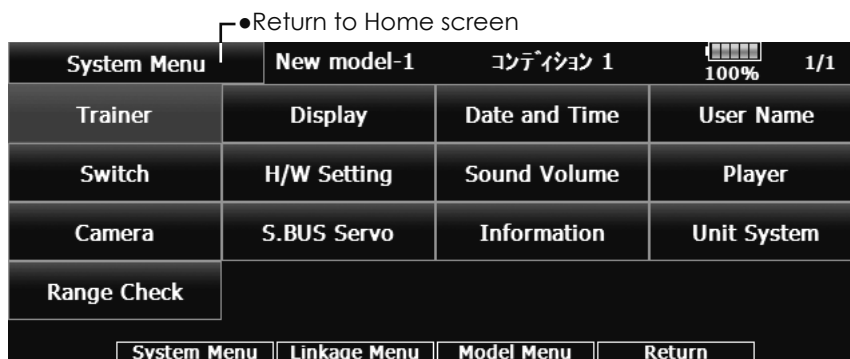 ●Return to Home screen
System Menu New model-1 コンディション 1 100% 1/1
Trainer Display Date and Time User Name
Switch H/W Setting Sound Volume Player
Camera S.BUS Servo Information Unit System
Range Check
System Menu Linkage Menu Model Menu Return